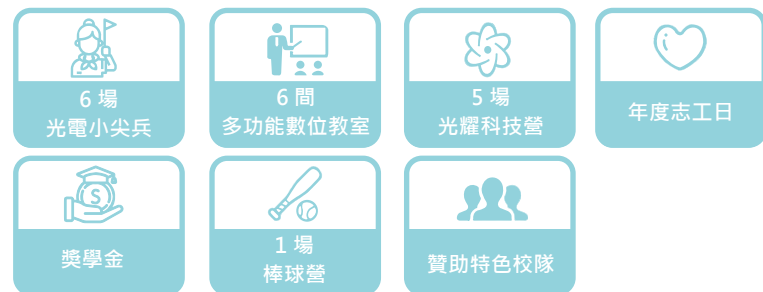 6 場
光電小尖兵
6 間
多功能數位教室
5 場
光耀科技營
年度志工日
獎學金
1 場
棒球營
贊助特色校隊